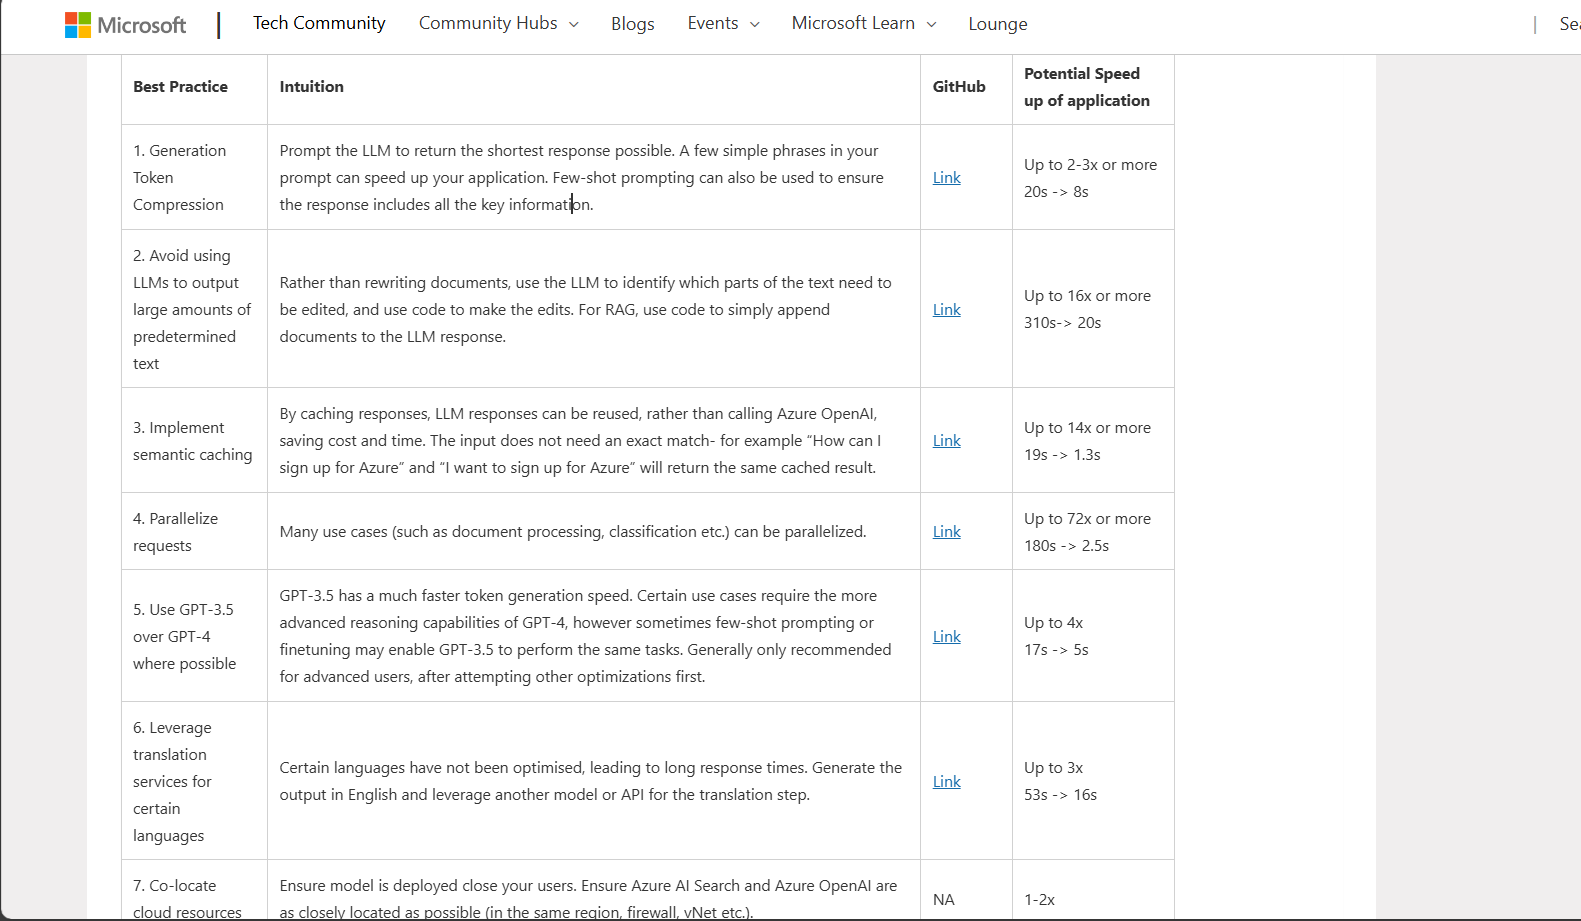 Microsoft | Tech Community Community Hubs Blogs Events Microsoft Learn Lounge | Sea
Best Practice
Intuition
GitHub
Potential Speed
up of application
1. Generation
Token
Compression
Prompt the LLM to return the shortest response possible. A few simple phrases in your
prompt can speed up your application. Few-shot prompting can also be used to ensure
the response includes all the key information.
Link
Up to 2-3x or more
20s -> 8s
2. Avoid using
LLMs to output
large amounts of
predetermined
text
Rather than rewriting documents, use the LLM to identify which parts of the text need to
be edited, and use code to make the edits. For RAG, use code to simply append
documents to the LLM response.
Link
Up to 16x or more
310s-> 20s
3. Implement
semantic caching
By caching responses, LLM responses can be reused, rather than calling Azure OpenAI,
saving cost and time. The input does not need an exact match- for example “How can I
sign up for Azure” and “I want to sign up for Azure” will return the same cached result.
Link
Up to 14x or more
19s -> 1.3s
4. Parallelize
requests
Many use cases (such as document processing, classification etc.) can be parallelized.
Link
Up to 72x or more
180s -> 2.5s
5. Use GPT-3.5
over GPT-4
where possible
GPT-3.5 has a much faster token generation speed. Certain use cases require the more
advanced reasoning capabilities of GPT-4, however sometimes few-shot prompting or
finetuning may enable GPT-3.5 to perform the same tasks. Generally only recommended
for advanced users, after attempting other optimizations first.
Link
Up to 4x
17s -> 5s
6. Leverage
translation
services for
certain
languages
Certain languages have not been optimised, leading to long response times. Generate the
output in English and leverage another model or API for the translation step.
Link
Up to 3x
53s -> 16s
7. Co-locate
cloud resources
Ensure model is deployed close your users. Ensure Azure AI Search and Azure OpenAI are
as closely located as possible (in the same region, firewall, vNet etc.).
NA
1-2x